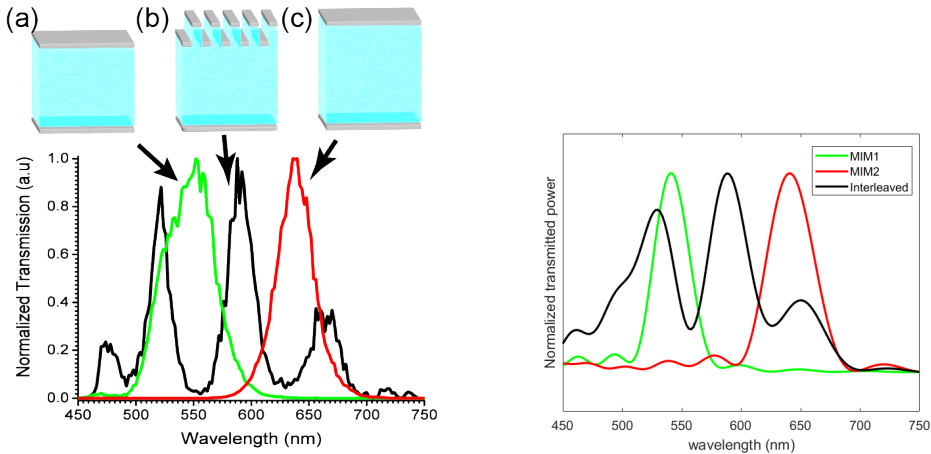 (a)
(b)
(c)
Normalized Transmission (a.u)
1.0
0.8
0.6
0.4
0.2
0.0
450 500 550 600 650 700 750
Wavelength (nm)
MIM1
MIM2
Interleaved
Normalized transmitted power
450 500 550 600 650 700 750
wavelength (nm)